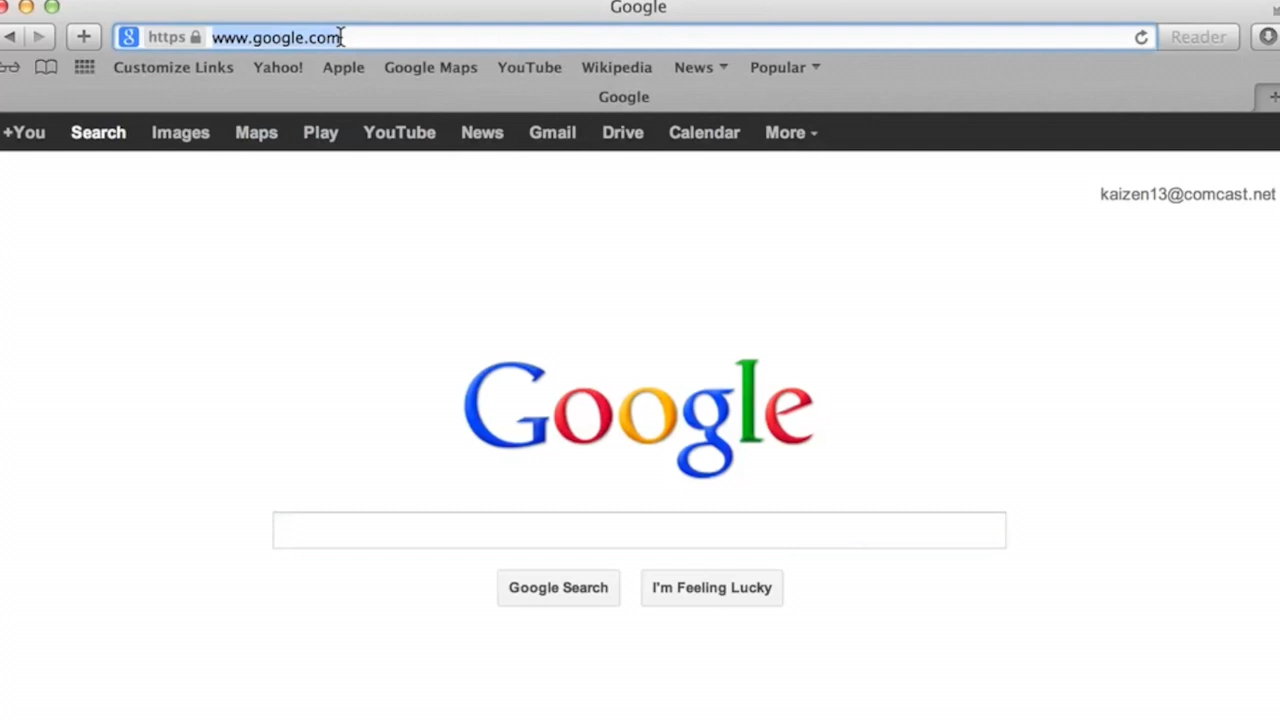 Google
https www.google.com Reader
Customize Links Yahoo! Apple Google Maps YouTube Wikipedia News Popular
Google
+You Search Images Maps Play YouTube News Gmail Drive Calendar More
kaizen13@comcast.net
Google
Google Search I'm Feeling Lucky